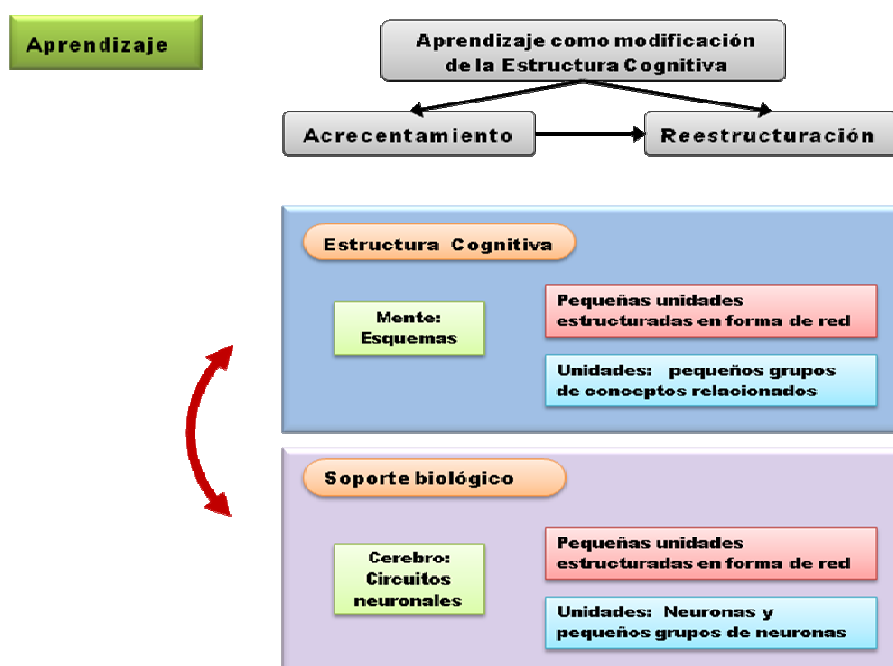 Aprendizaje
Aprendizaje como modificación
de la Estructura Cognitiva
Acrecentamiento
Reestructuración
Estructura Cognitiva
Mente:
Esquemas
Pequeñas unidades
estructuradas en forma de red
Unidades: pequeños grupos
de conceptos relacionados
Soporte biológico
Cerebro:
Circuitos
neuronales
Pequeñas unidades
estructuradas en forma de red
Unidades: Neuronas y
pequeños grupos de neuronas